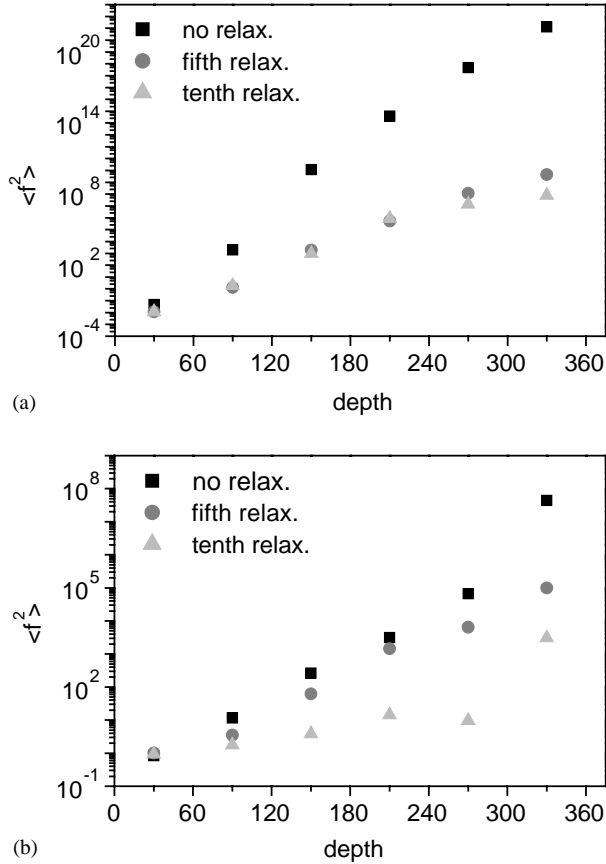 10^20
10^14
10^8
10^2
10^-4
<f^2>
no relax.
fifth relax.
tenth relax.
0 60 120 180 240 300 360
depth
(a)
10^8
10^5
10^2
10^-1
<f^2>
no relax.
fifth relax.
tenth relax.
0 60 120 180 240 300 360
depth
(b)